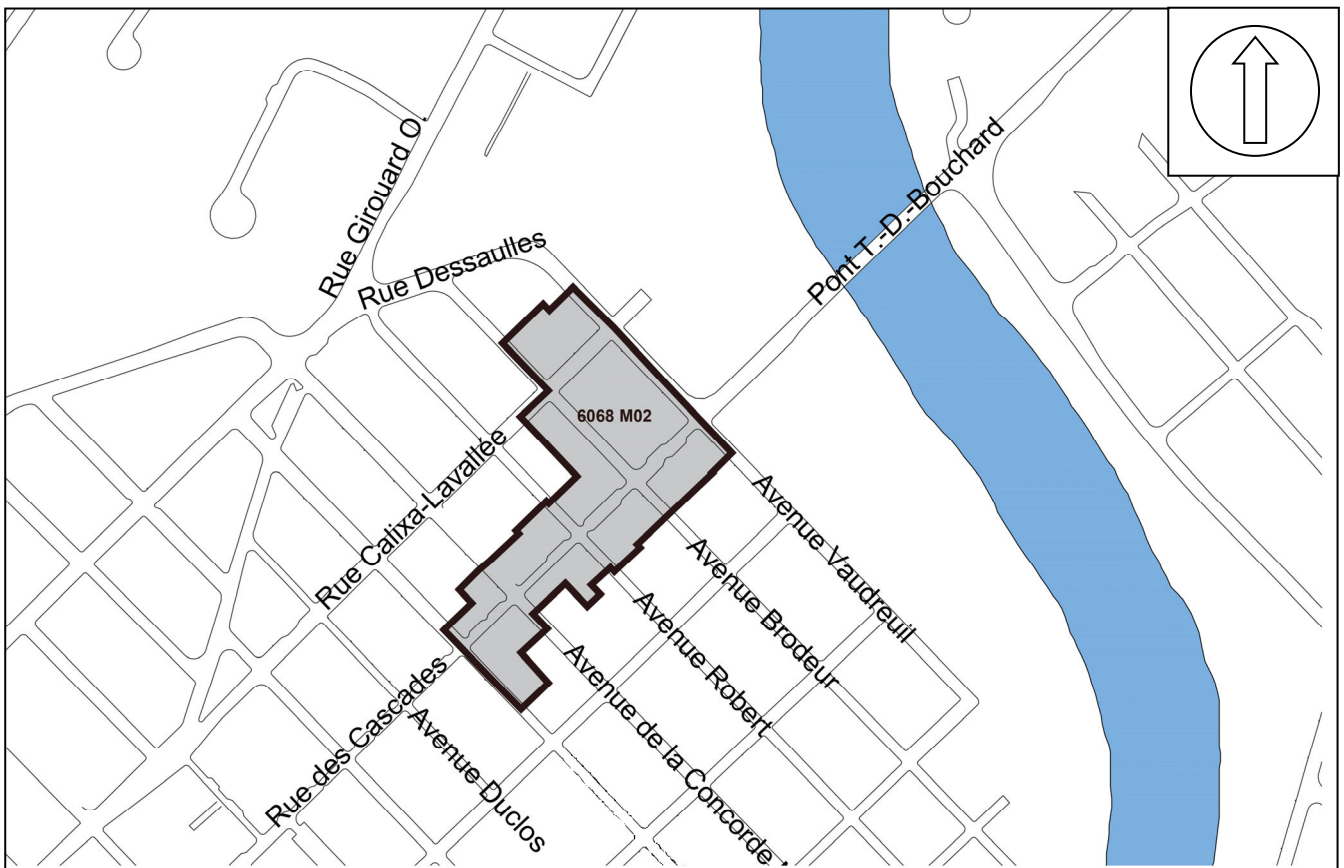 Rue Girouard O.
Rue Dessaulles
Pont T.-D.-Bouchard
6068 M02
Rue Calixa-Lavallée
Avenue Vaudreuil
Avenue Brodeur
Avenue Robert
Avenue de la Concorde
Rue des Cascades
Avenue Duclos